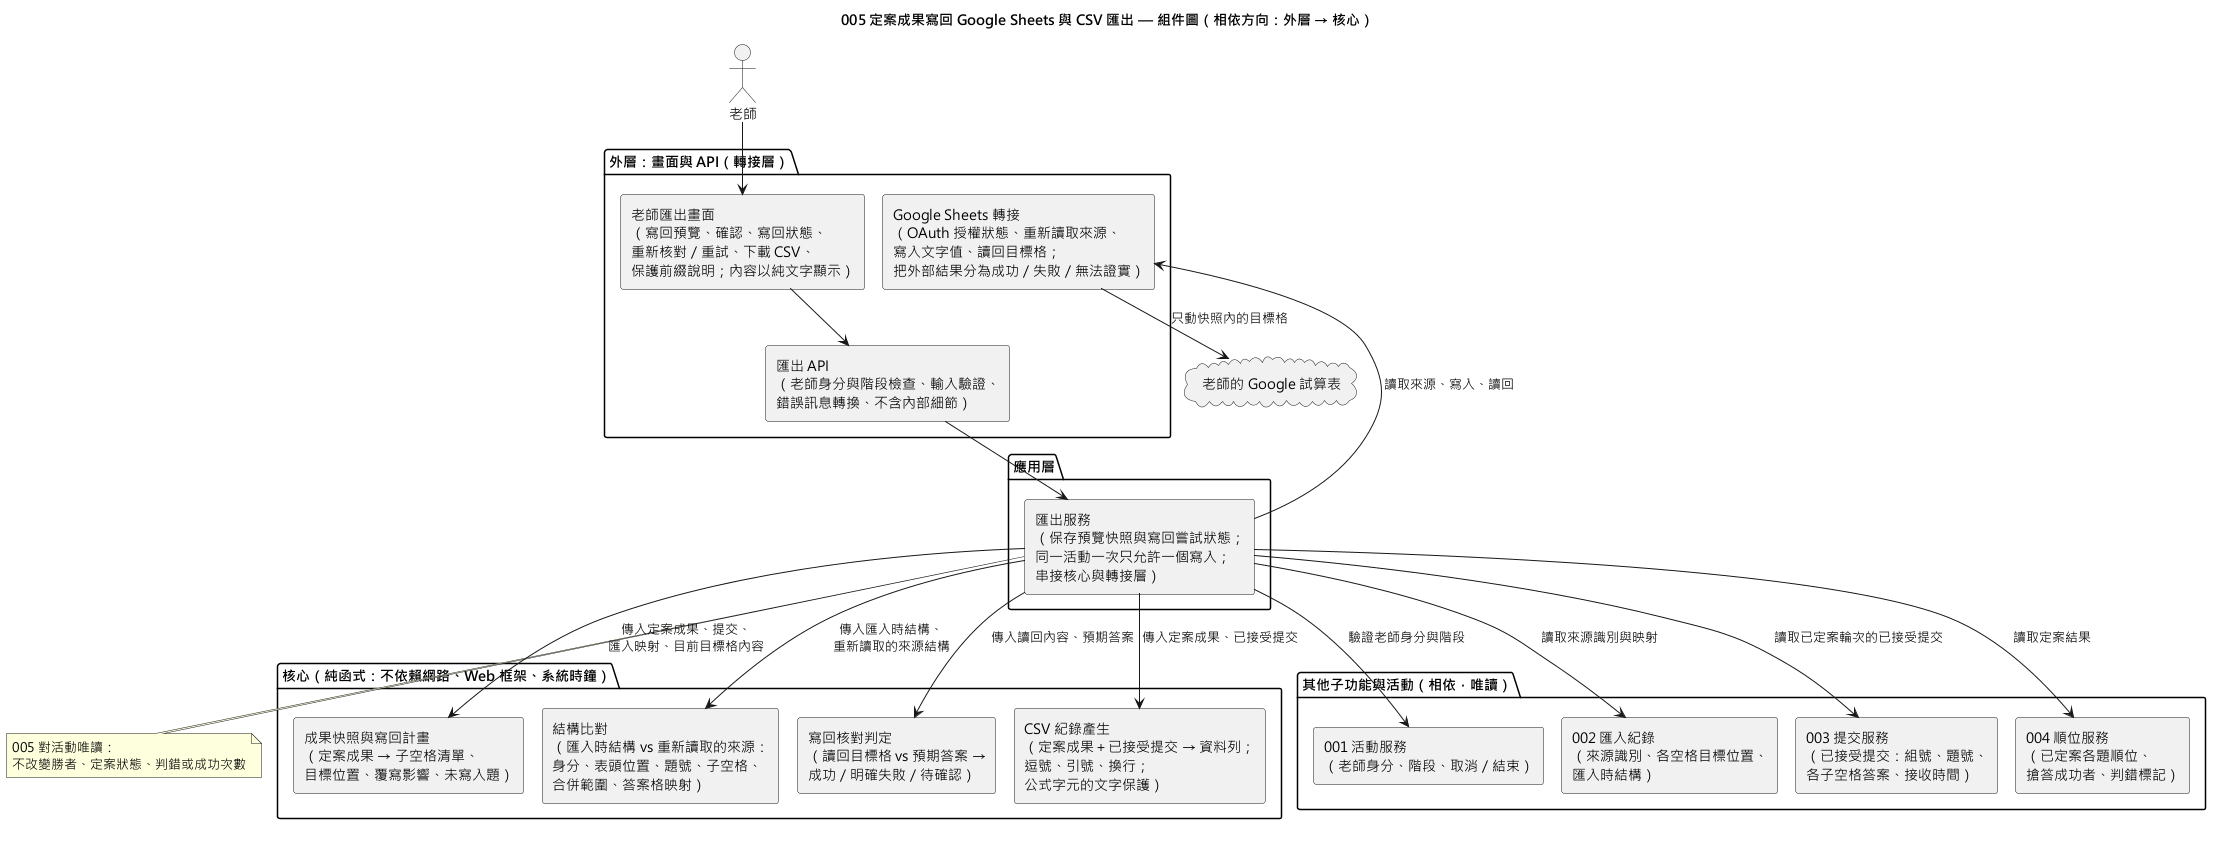 005 定案成果寫回 Google Sheets 與 CSV 匯出 — 組件圖（相依方向：外層 → 核心）
老師
外層：畫面與 API（轉接層）
老師匯出畫面
（寫回預覽、確認、寫回狀態、
重新核對 / 重試、下載 CSV、
保護前綴說明；內容以純文字顯示）
Google Sheets 轉接
（OAuth 授權狀態、重新讀取來源、
寫入文字值、讀回目標格；
把外部結果分為成功 / 失敗 / 無法證實）
只動快照內的目標格
匯出 API
（老師身分與階段檢查、輸入驗證、
錯誤訊息轉換、不含內部細節）
老師的 Google 試算表
讀取來源、寫入、讀回
應用層
匯出服務
（保存預覽快照與寫回嘗試狀態；
同一活動一次只允許一個寫入；
串接核心與轉接層）
傳入定案成果、提交、
匯入映射、目前目標格內容
傳入匯入時結構、
重新讀取的來源結構
傳入讀回內容、預期答案
傳入定案成果、已接受提交
驗證老師身分與階段
讀取來源識別與映射
讀取已定案輪次的已接受提交
讀取定案結果
核心（純函式：不依賴網路、Web 框架、系統時鐘）
其他子功能與活動（相依．唯讀）
005 對活動唯讀：
不改變勝者、定案狀態、判錯或成功次數
成果快照與寫回計畫
（定案成果 → 子空格清單、
目標位置、覆寫影響、未寫入題）
結構比對
（匯入時結構 vs 重新讀取的來源：
身分、表頭位置、題號、子空格、
合併範圍、答案格映射）
寫回核對判定
（讀回目標格 vs 預期答案 →
成功 / 明確失敗 / 待確認）
CSV 紀錄產生
（定案成果 + 已接受提交 → 資料列；
逗號、引號、換行；
公式字元的文字保護）
001 活動服務
（老師身分、階段、取消 / 結束）
002 匯入紀錄
（來源識別、各空格目標位置、
匯入時結構）
003 提交服務
（已接受提交：組號、題號、
各子空格答案、接收時間）
004 順位服務
（已定案各題順位、
搶答成功者、判錯標記）